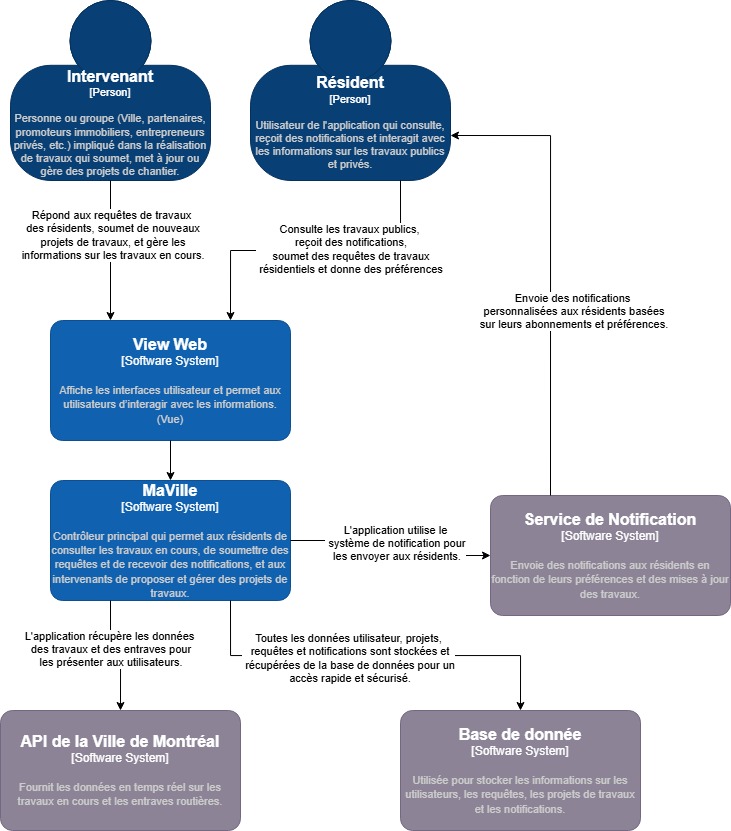 Intervenant
[Person]
Personne ou groupe (Ville, partenaires,
promoteurs immobiliers, entrepreneurs
privés, etc.) impliqué dans la réalisation
de travaux qui soumet, met à jour ou
gère des projets de chantier.
Résident
[Person]
Utilisateur de l'application qui consulte,
reçoit des notifications et interagit avec
les informations sur les travaux publics
et privés.
Répond aux requêtes de travaux
des résidents, soumet de nouveaux
projets de travaux, et gère les
informations sur les travaux en cours.
Consulte les travaux publics,
reçoit des notifications,
soumet des requêtes de travaux
résidentiels et donne des préférences
Envoie des notifications
personnalisées aux résidents basées
sur leurs abonnements et préférences.
View Web
[Software System]
Affiche les interfaces utilisateur et permet aux
utilisateurs d'interagir avec les informations.
(Vue)
MaVille
[Software System]
Contrôleur principal qui permet aux résidents de
consulter les travaux en cours, de soumettre des
requêtes et de recevoir des notifications, et aux
intervenants de proposer et gérer des projets de
travaux.
L'application utilise le
système de notification pour
les envoyer aux résidents.
Service de Notification
[Software System]
Envoie des notifications aux résidents en
fonction de leurs préférences et des mises à jour
des travaux.
L'application récupère les données
des travaux et des entraves pour
les présenter aux utilisateurs.
Toutes les données utilisateur, projets,
requêtes et notifications sont stockées et
récupérées de la base de données pour un
accès rapide et sécurisé.
API de la Ville de Montréal
[Software System]
Fournit les données en temps réel sur les
travaux en cours et les entraves routières.
Base de donnée
[Software System]
Utilisée pour stocker les informations sur les
utilisateurs, les requêtes, les projets de travaux
et les notifications.